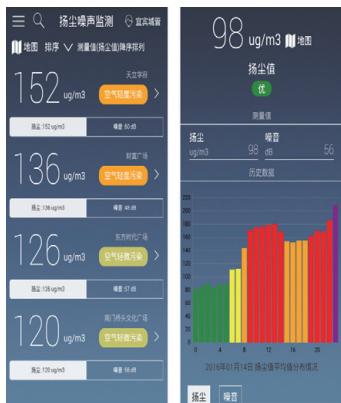 扬尘噪声监测
宜宾城管
地图 排序 测量值(扬尘值)降序排列
天立学府
152 ug/m3 空气轻度污染
扬尘:152 ug/m3 噪音:60 dB
财富广场
136 ug/m3 空气轻度污染
扬尘:136 ug/m3 噪音:48 dB
东方时代广场
126 ug/m3 空气轻微污染
扬尘:126 ug/m3 噪音:57 dB
南门桥头文化广场
120 ug/m3 空气轻微污染
扬尘:120 ug/m3 噪音:56 dB
98 ug/m3 地图
扬尘值
优
测量值
扬尘 噪音
ug/m3 98 dB 56
历史数据
220
200
180
160
140
120
100
80
60
40
20
0
0 4 8 12 16 20
2016年01月14日 扬尘值平均值分布情况
扬尘 噪音